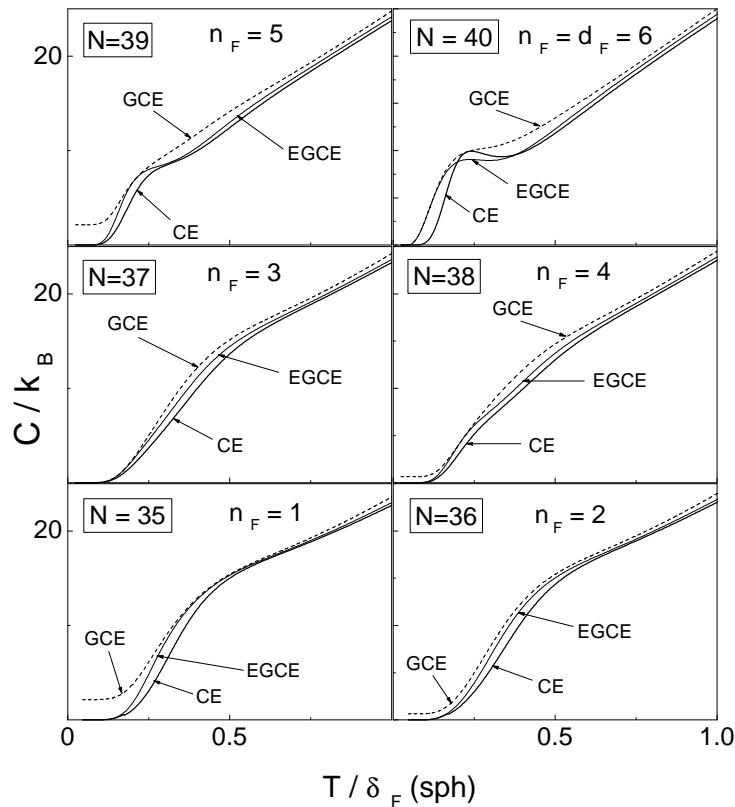 N=39
n F = 5
20
GCE
EGCE
CE
N = 40
n F = d F = 6
GCE
EGCE
CE
N=37
n F = 3
20
GCE
EGCE
CE
N=38
n F = 4
GCE
EGCE
CE
C / k B
N = 35
n F = 1
20
GCE
EGCE
CE
N=36
n F = 2
GCE
EGCE
CE
0
0.5
0.5
1.0
T / δ F (sph)